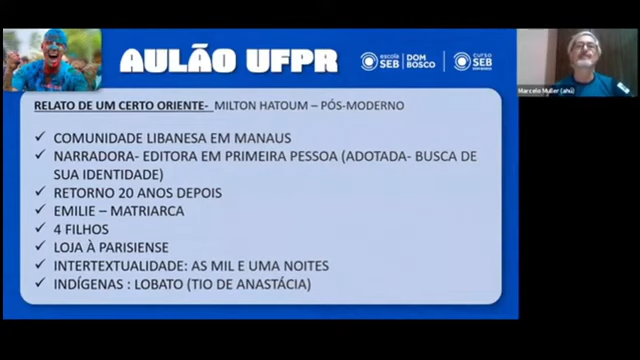 AULÃO UFPR
escola SEB DOM BOSCO
curso SEB DOM BOSCO
Marcelo Muller (ahú)
RELATO DE UM CERTO ORIENTE- MILTON HATOUM – PÓS-MODERNO
✓ COMUNIDADE LIBANESA EM MANAUS
✓ NARRADORA- EDITORA EM PRIMEIRA PESSOA (ADOTADA- BUSCA DE
SUA IDENTIDADE)
✓ RETORNO 20 ANOS DEPOIS
✓ EMILIE – MATRIARCA
✓ 4 FILHOS
✓ LOJA À PARISIENSE
✓ INTERTEXTUALIDADE: AS MIL E UMA NOITES
✓ INDÍGENAS : LOBATO (TIO DE ANASTÁCIA)